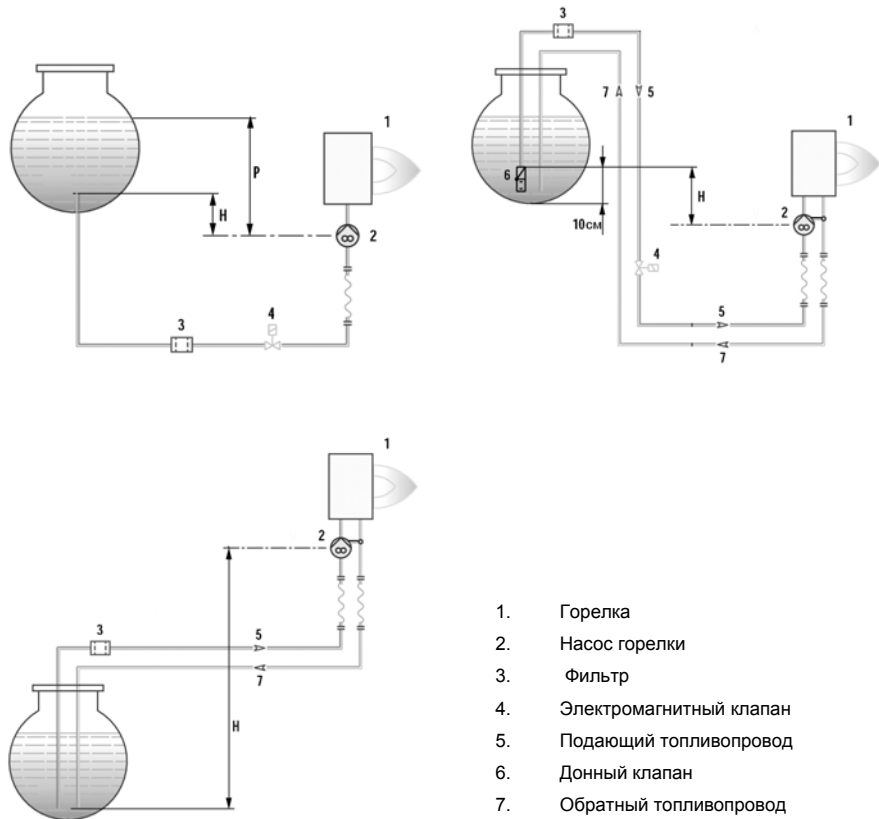 1
P
H
2
3
4
3
7
5
1
6
H
10см
2
4
5
7
1
2
3
5
7
H
1. Горелка
2. Насос горелки
3. Фильтр
4. Электромагнитный клапан
5. Подающий топливопровод
6. Донный клапан
7. Обратный топливопровод